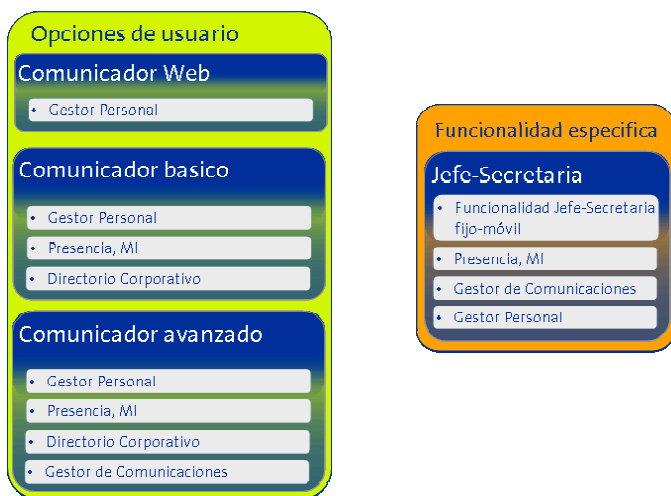 Opciones de usuario
Comunicador Web
• Gestor Personal
Comunicador basico
• Gestor Personal
• Presencia, MI
• Directorio Corporativo
Comunicador avanzado
• Gestor Personal
• Presencia, MI
• Directorio Corporativo
• Gestor de Comunicaciones
Funcionalidad especifica
Jefe-Secretaria
• Funcionalidad Jefe-Secretaria
fijo-móvil
• Presencia, MI
• Gestor de Comunicaciones
• Gestor Personal